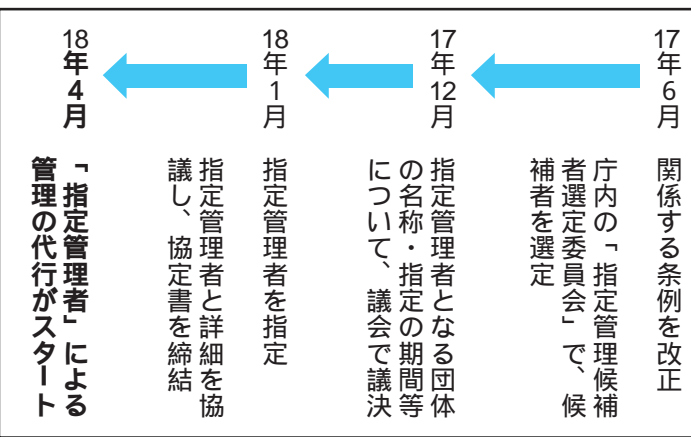 17年6月
関係する条例を改正
庁内の「指定管理候補
者選定委員会」で、候
補者を選定
17年12月
指定管理者となる団体
の名称・指定の期間等
について、議会で議決
18年1月
指定管理者を指定
指定管理者と詳細を協
議し、協定書を締結
18年4月
「指定管理者」による
管理の代行がスタート